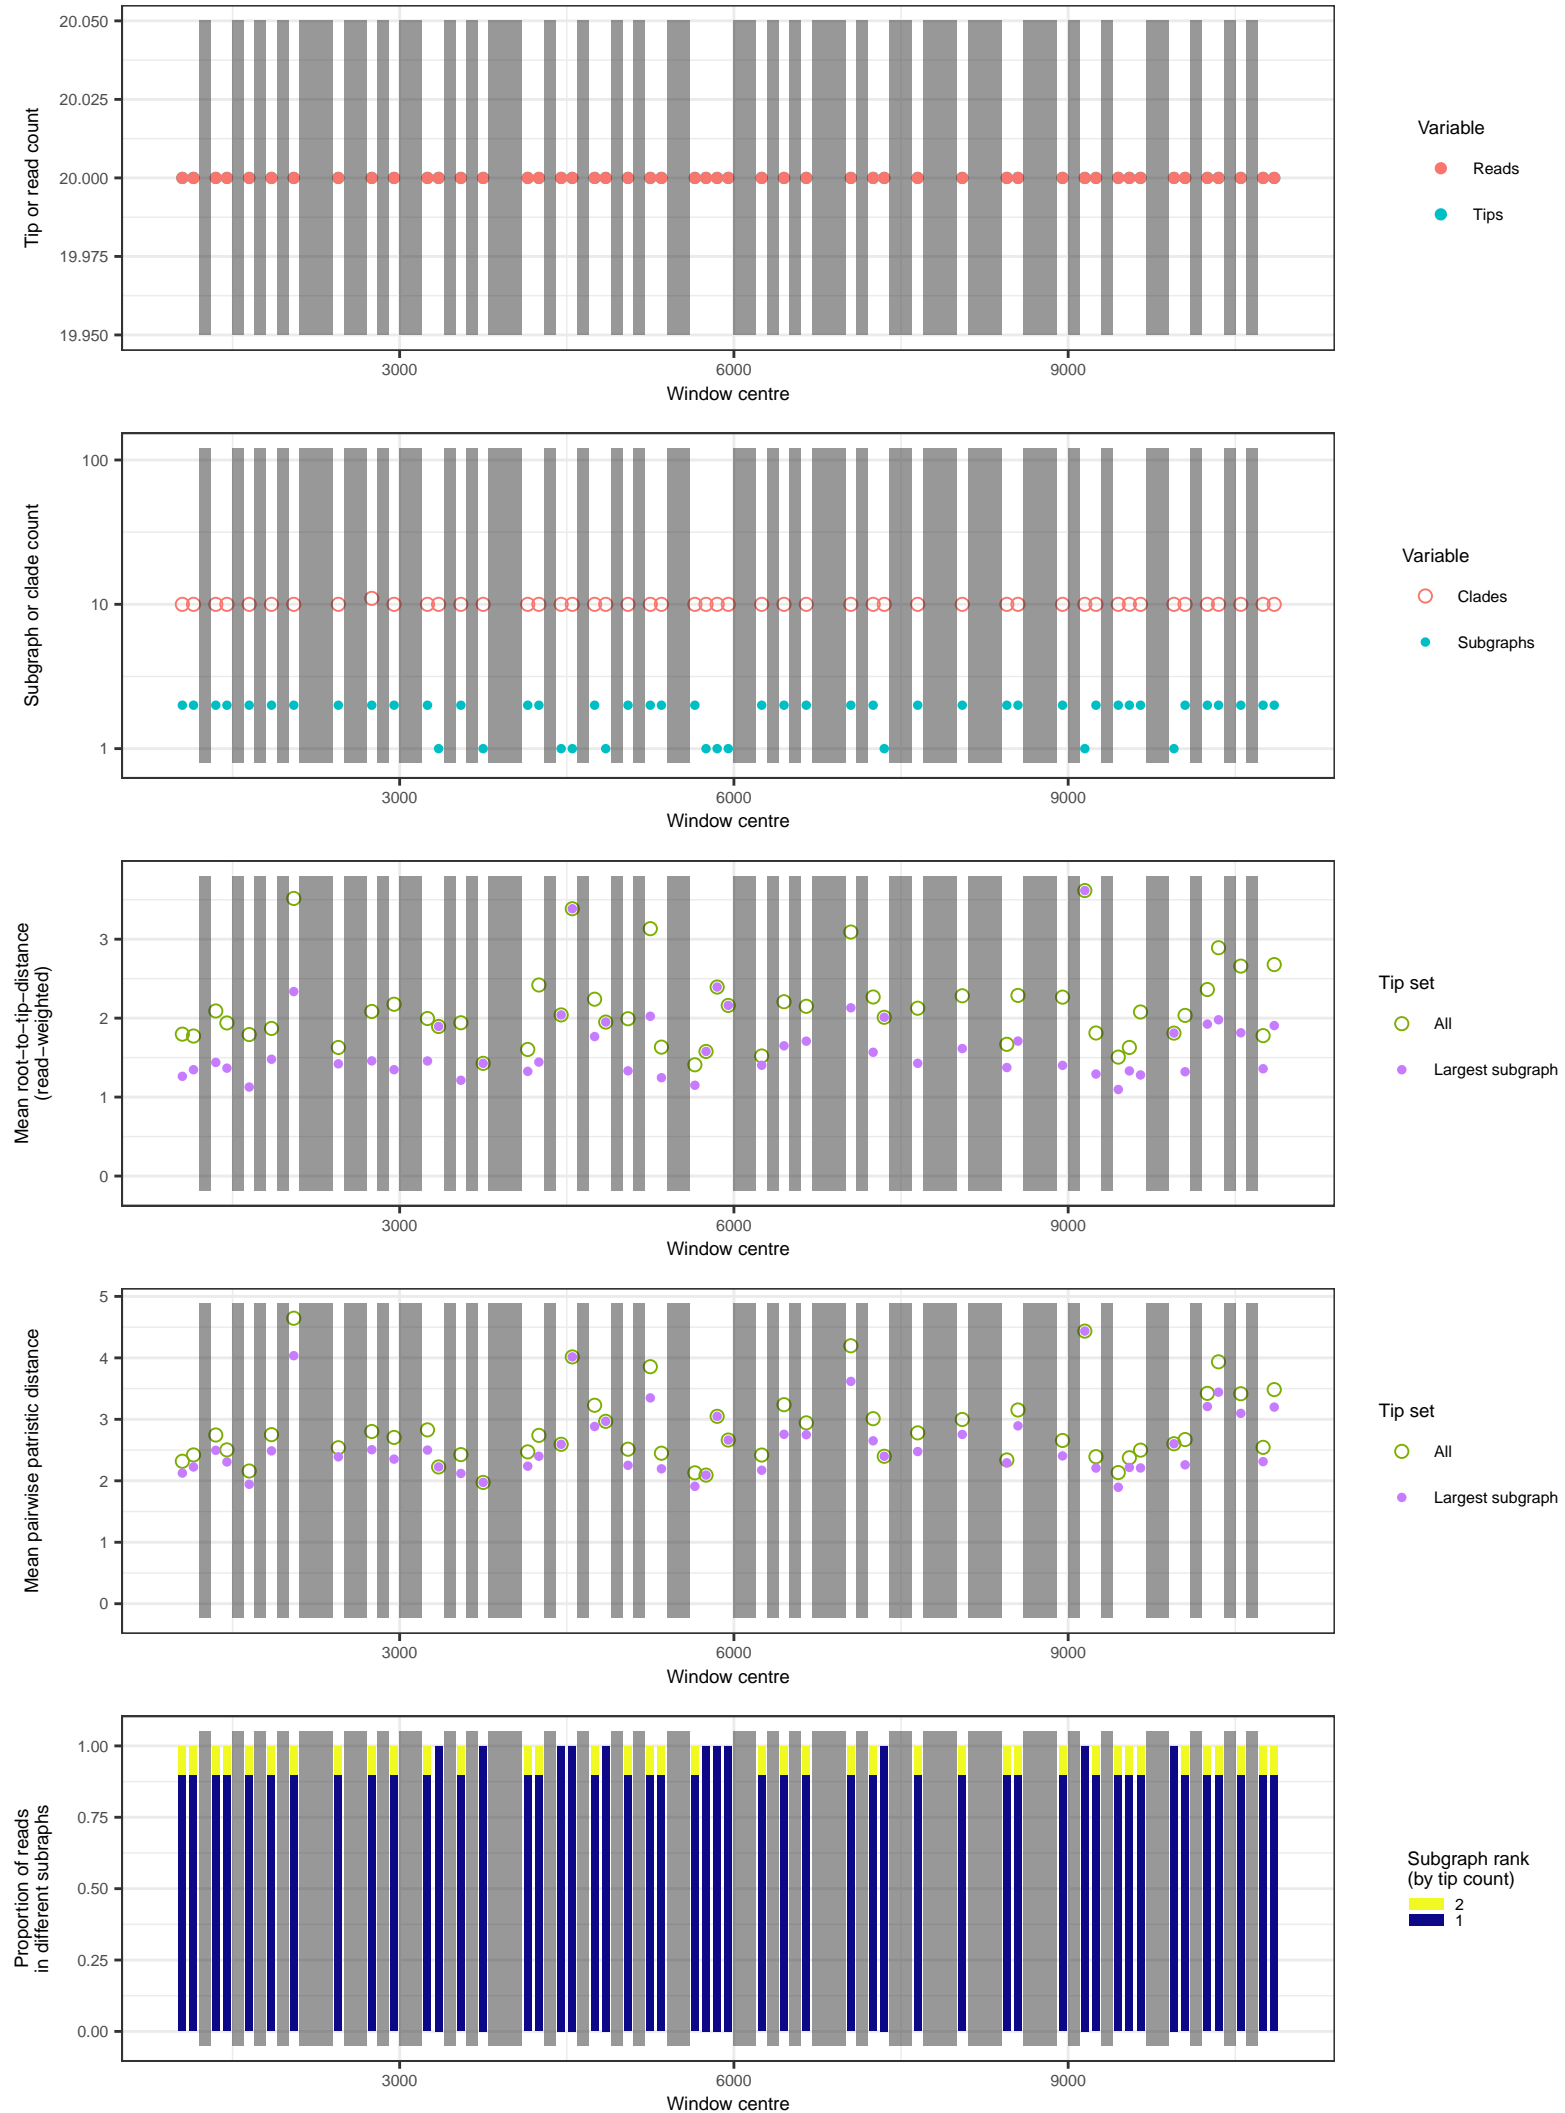 20.050
20.025
20.000
19.975
19.950
Tip or read count
3000
6000
9000
Window centre
Variable
Reads
Tips
100
10
1
Subgraph or clade count
3000
6000
9000
Window centre
Variable
Clades
Subgraphs
3
2
1
0
Mean root−to−tip−distance
(read−weighted)
3000
6000
9000
Window centre
Tip set
All
Largest subgraph
5
4
3
2
1
0
Mean pairwise patristic distance
3000
6000
9000
Window centre
Tip set
All
Largest subgraph
1.00
0.75
0.50
0.25
0.00
Proportion of reads
in different subraphs
3000
6000
9000
Window centre
Subgraph rank
(by tip count)
2
1